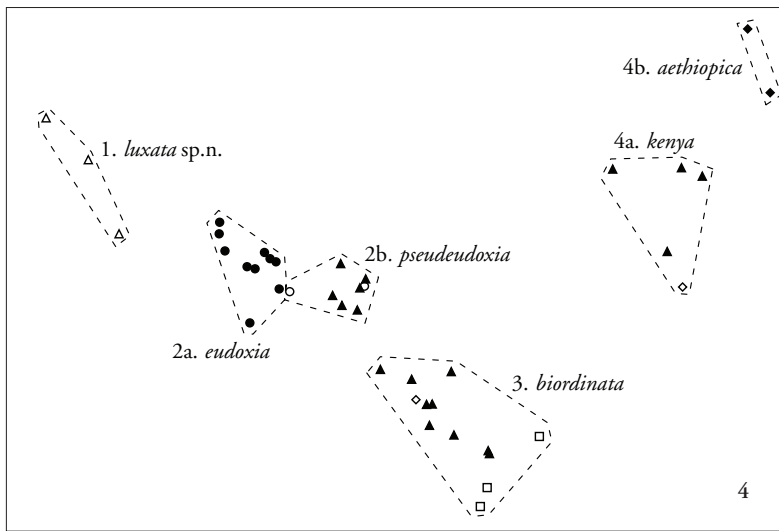 4b. aethiopica
1. luxata sp.n.
4a. kenya
2b. pseudeudoxia
2a. eudoxia
3. biordinata
4